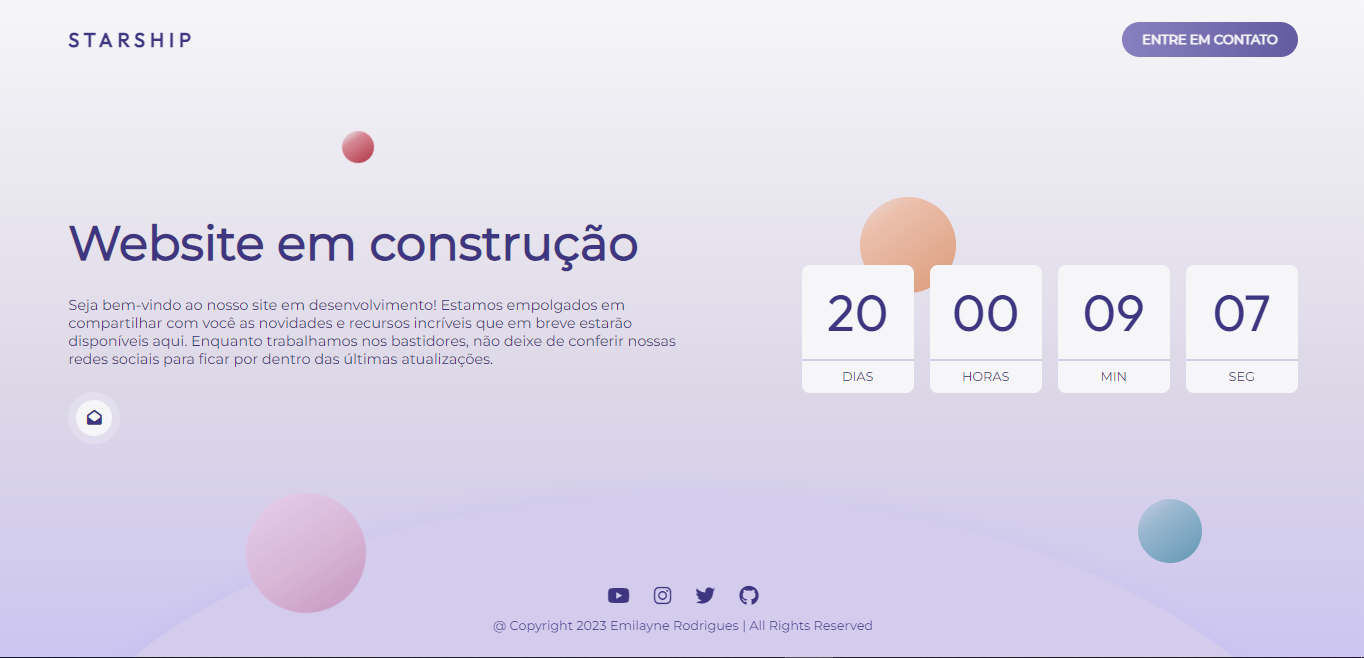 STARSHIP
ENTRE EM CONTATO
Website em construção
Seja bem-vindo ao nosso site em desenvolvimento! Estamos empolgados em
compartilhar com você as novidades e recursos incríveis que em breve estarão
disponíveis aqui. Enquanto trabalhamos nos bastidores, não deixe de conferir nossas
redes sociais para ficar por dentro das últimas atualizações.
20 00 09 07
DIAS HORAS MIN SEG
@ Copyright 2023 Emilayne Rodrigues | All Rights Reserved